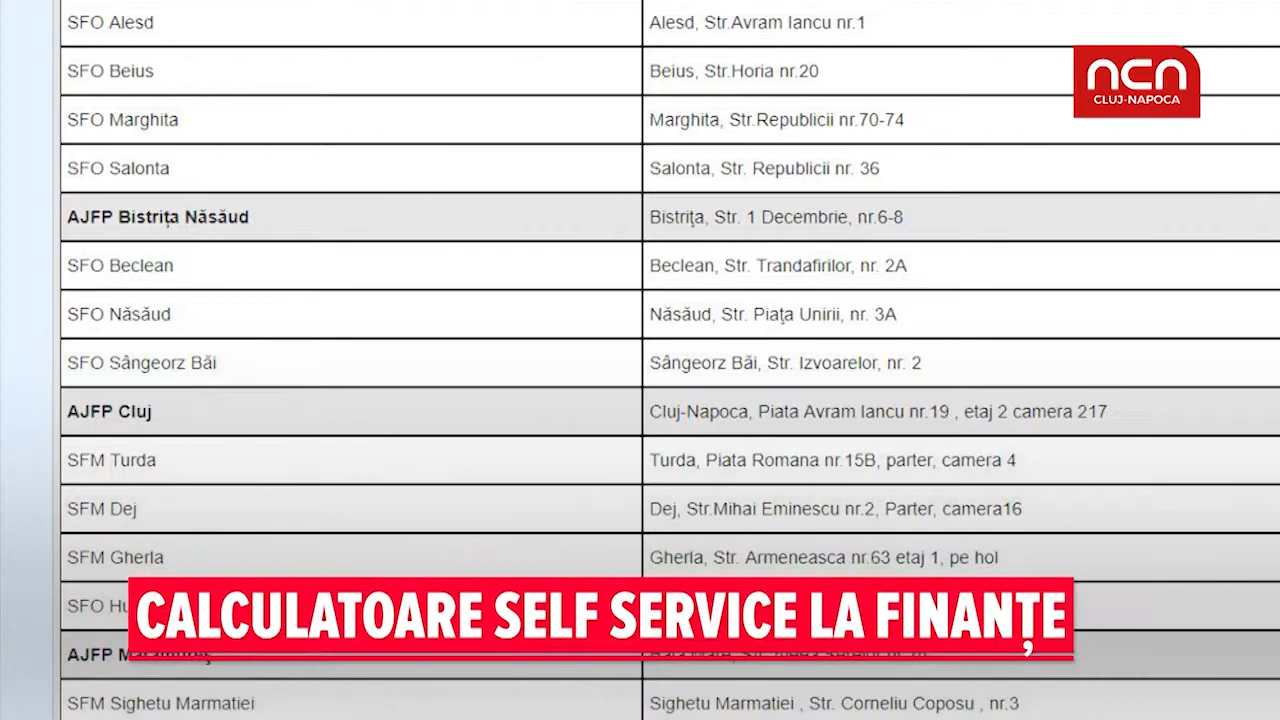 SFO Alesd Alesd, Str.Avram Iancu nr.1
SFO Beius Beius, Str.Horia nr.20
ncn
CLUJ-NAPOCA
SFO Marghita Marghita, Str.Republicii nr.70-74
SFO Salonta Salonta, Str. Republicii nr. 36
AJFP Bistrița Năsăud Bistrița, Str. 1 Decembrie, nr.6-8
SFO Beclean Beclean, Str. Trandafirilor, nr. 2A
SFO Năsăud Năsăud, Str. Piața Unirii, nr. 3A
SFO Sângeorz Băi Sângeorz Băi, Str. Izvoarelor, nr. 2
AJFP Cluj Cluj-Napoca, Piata Avram Iancu nr.19 , etaj 2 camera 217
SFM Turda Turda, Piata Romana nr.15B, parter, camera 4
SFM Dej Dej, Str.Mihai Eminescu nr.2, Parter, camera16
SFM Gherla Gherla, Str. Armeneasca nr.63 etaj 1, pe hol
SFO
CALCULATOARE SELF SERVICE LA FINANȚE
AJFP
SFM Sighetu Marmatiei Sighetu Marmatiei , Str. Corneliu Coposu , nr.3